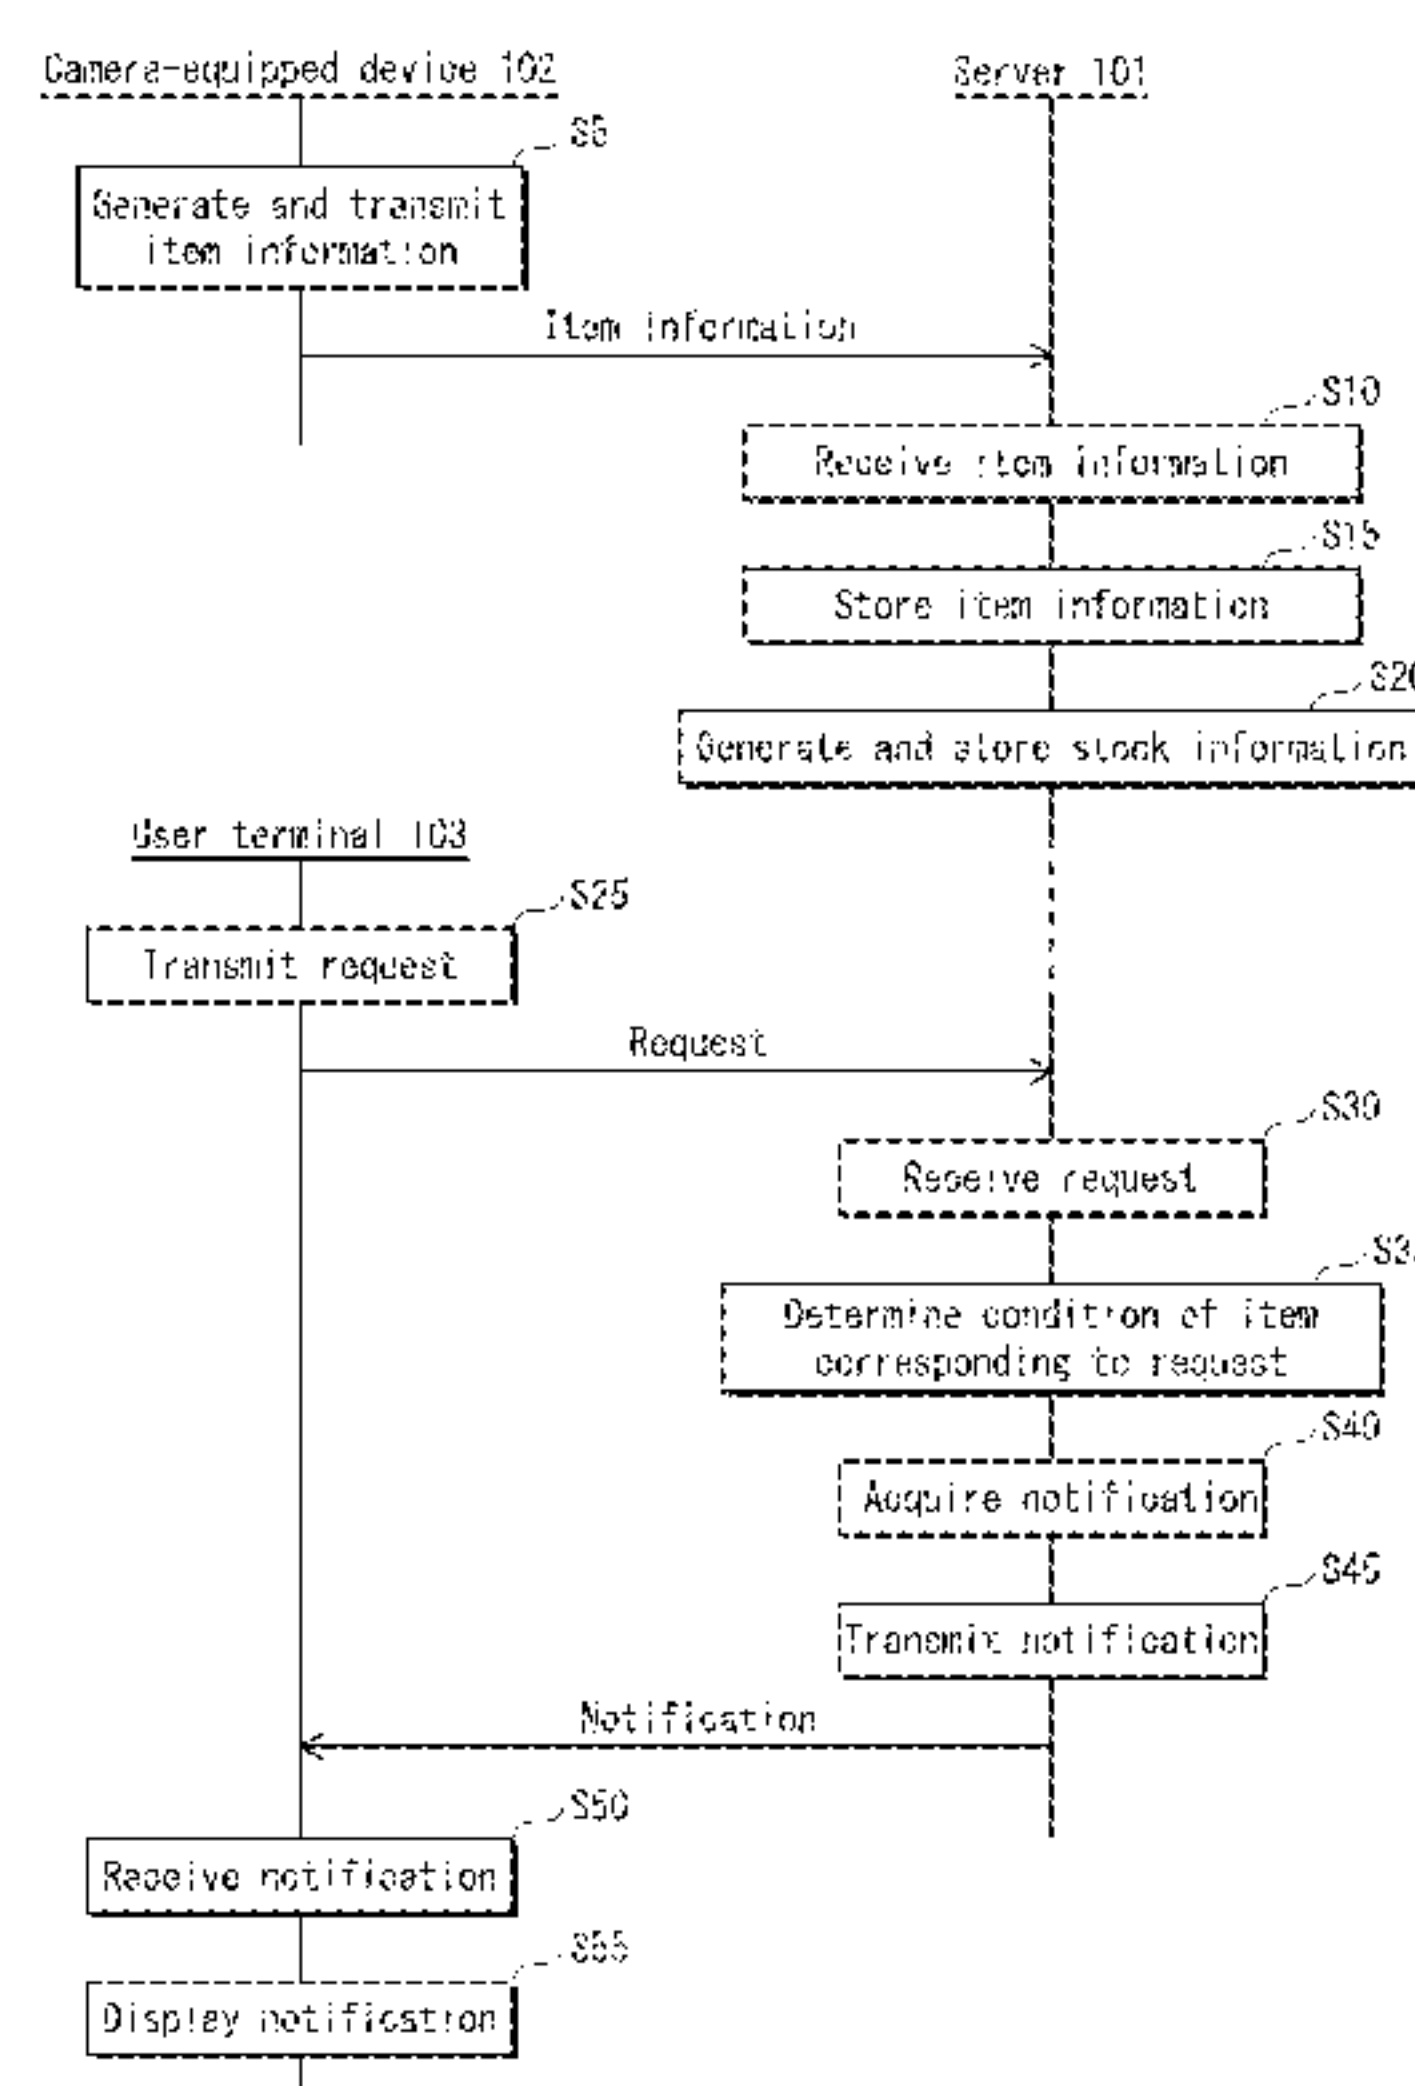 Camera-equipped device 102
Server 101
S5
Generate and transmit
item information
Item information
S10
Receive item information
S15
Store item information
S20
Generate and store stock information
User terminal 103
S25
Transmit request
Request
S30
Receive request
Determine condition of item
corresponding to request
S40
Acquire notification
S45
Transmit notification
Notification
S50
Receive notification
S55
Display notification